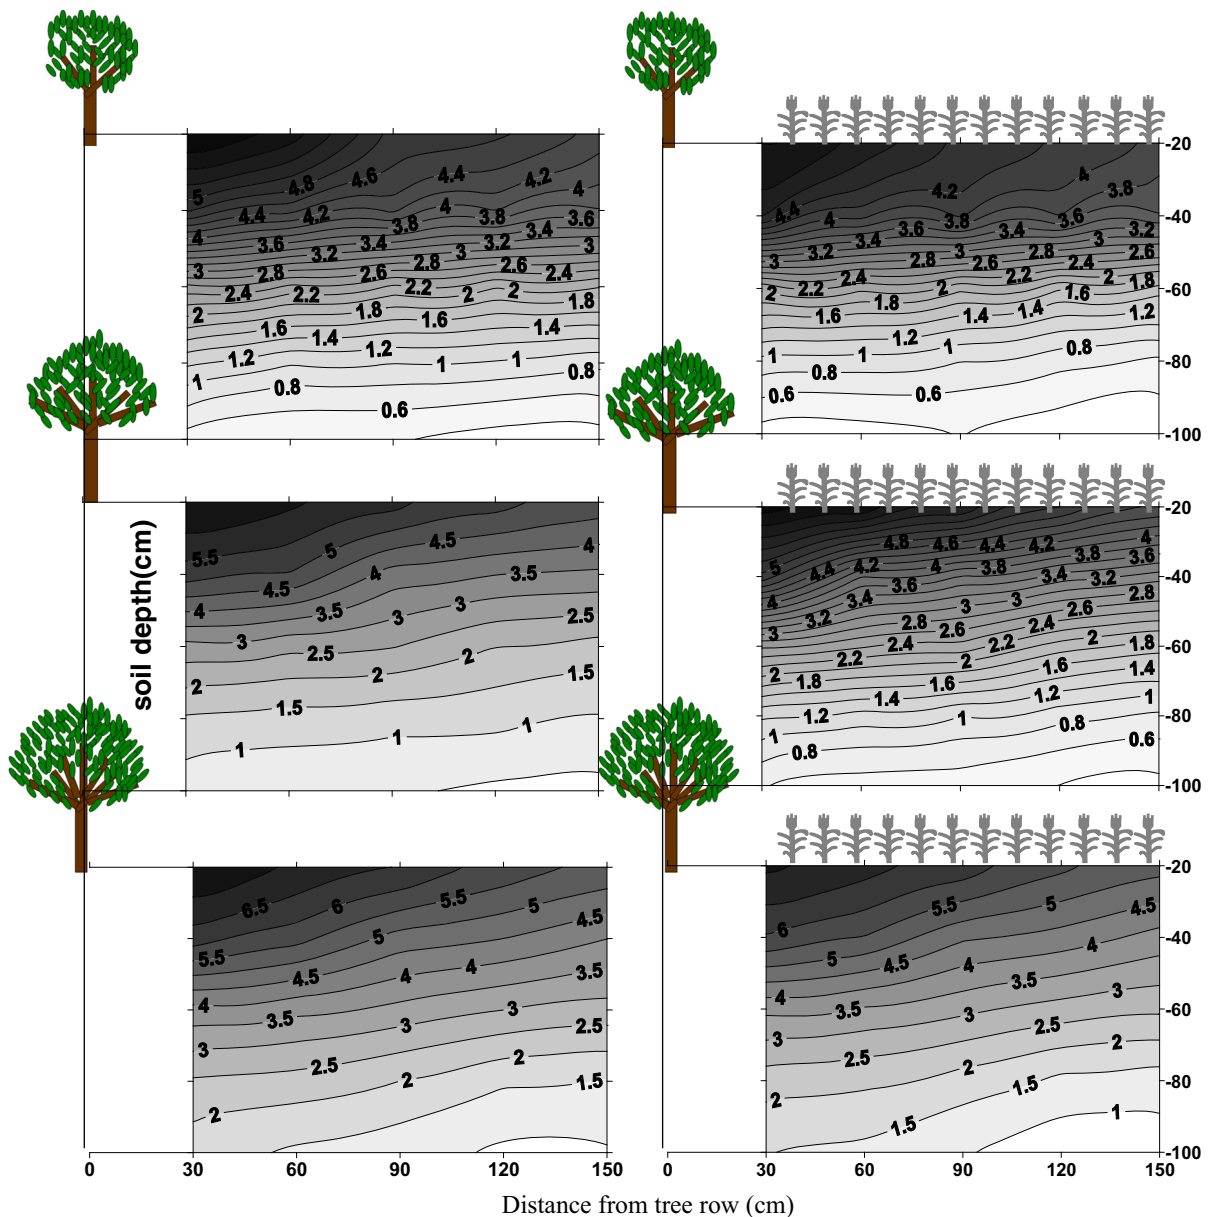 5 4.8 4.6 4.4 4.2 4
4.4 4.2 4 3.8 3.8 3.4 3.6
4 3.6 3.2 3.4 3 3.2 3
3 2.8 2.6 2.8 2.6 2.4
2.4 2.2 2.2 2 2 1.8
2 1.6 1.4 1.8 1.6 1.4
1.2 1.2 1 1
1 0.8 0.6 0.8
-20
4.4 4 4.2 4 3.8
-40
3.6 3.8 3.4 3.6 3.2
3 3.2 3.4 2.8 3 2.6 2.8 2.4 3 2.6
2 2.2 2.4 2 2.2 1.6 2 1.8
-60
1.6 1.8 1.2 1.4 1.4 1.2
1 1 1 0.8
-80
0.8
0.6 0.6
-100
soil depth(cm)
5.5 5 4.5 4
4.5 4 3.5
4 3.5 3 3 2.5
3 2.5 2 2
2 1.5 1.5
1 1 1
-20
4.8 4.6 4.4 4.2 4
5 4.4 4.2 4 3.8 3.8 3.6
-40
4 3.4 3.6 3.4 3.2 2.8
3 3.2 2.8 2.6 3 3 2.4 2.6
-60
2 2.2 2.4 2 2.2 2 1.8
1.8 1.4 1.6 1.6 1.4
1.2 1.2 1
-80
1 1 0.8
0.8 0.6
-100
6.5 6 5.5 5 4.5
5.5 4.5 5 4 4 3.5
4 3.5 3 3 2.5
3 2.5 2 2 1.5
2
-20
6 5.5 5 4.5
-40
5 4.5 4 3.5 4
4 3.5 3 3
-60
3 2.5 2 2.5 2
-80
2 1.5 1.5 1
-100
0 30 60 90 120 150 0 30 60 90 120 150
Distance from tree row (cm)